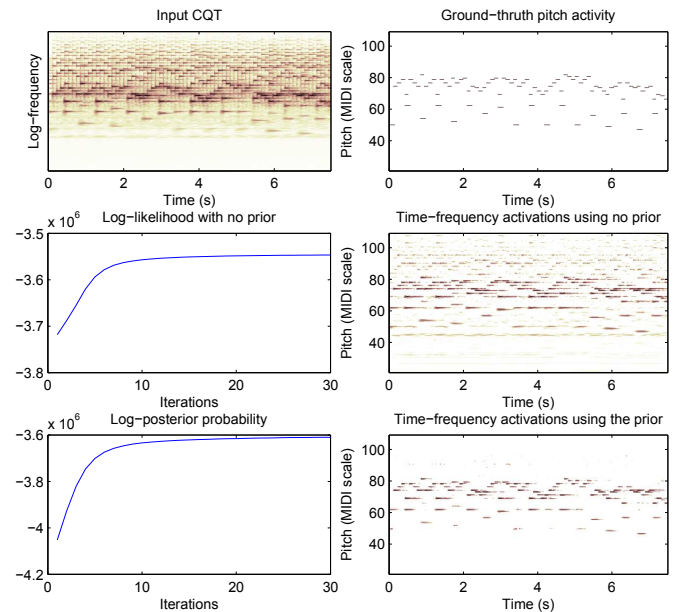 Input CQT
Log−frequency
2 4 6
Time (s)
Ground−thruth pitch activity
Pitch (MIDI scale)
100
80
60
40
0 2 4 6
Time (s)
Log−likelihood with no prior
x 10^6
−3.5
−3.6
−3.7
−3.8
0 10 20 30
Iterations
Time−frequency activations using no prior
Pitch (MIDI scale)
100
80
60
40
0 2 4 6
Time (s)
Log−posterior probability
x 10^6
−3.6
−3.8
−4
−4.2
0 10 20 30
Iterations
Time−frequency activations using the prior
Pitch (MIDI scale)
100
80
60
40
0 2 4 6
Time (s)